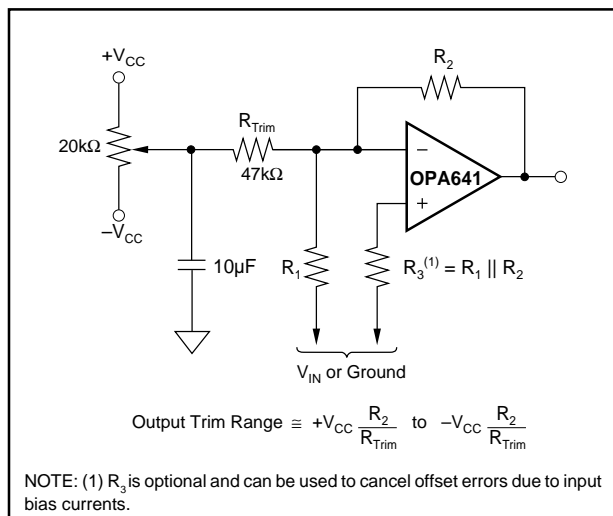 +V_CC
R_2
R_Trim
20kΩ
47kΩ
–
OPA641
+
–V_CC
10µF
R_1
R_3^(1) = R_1 || R_2
V_IN or Ground
Output Trim Range ≅ +V_CC R_2/R_Trim to –V_CC R_2/R_Trim
NOTE: (1) R_3 is optional and can be used to cancel offset errors due to input
bias currents.